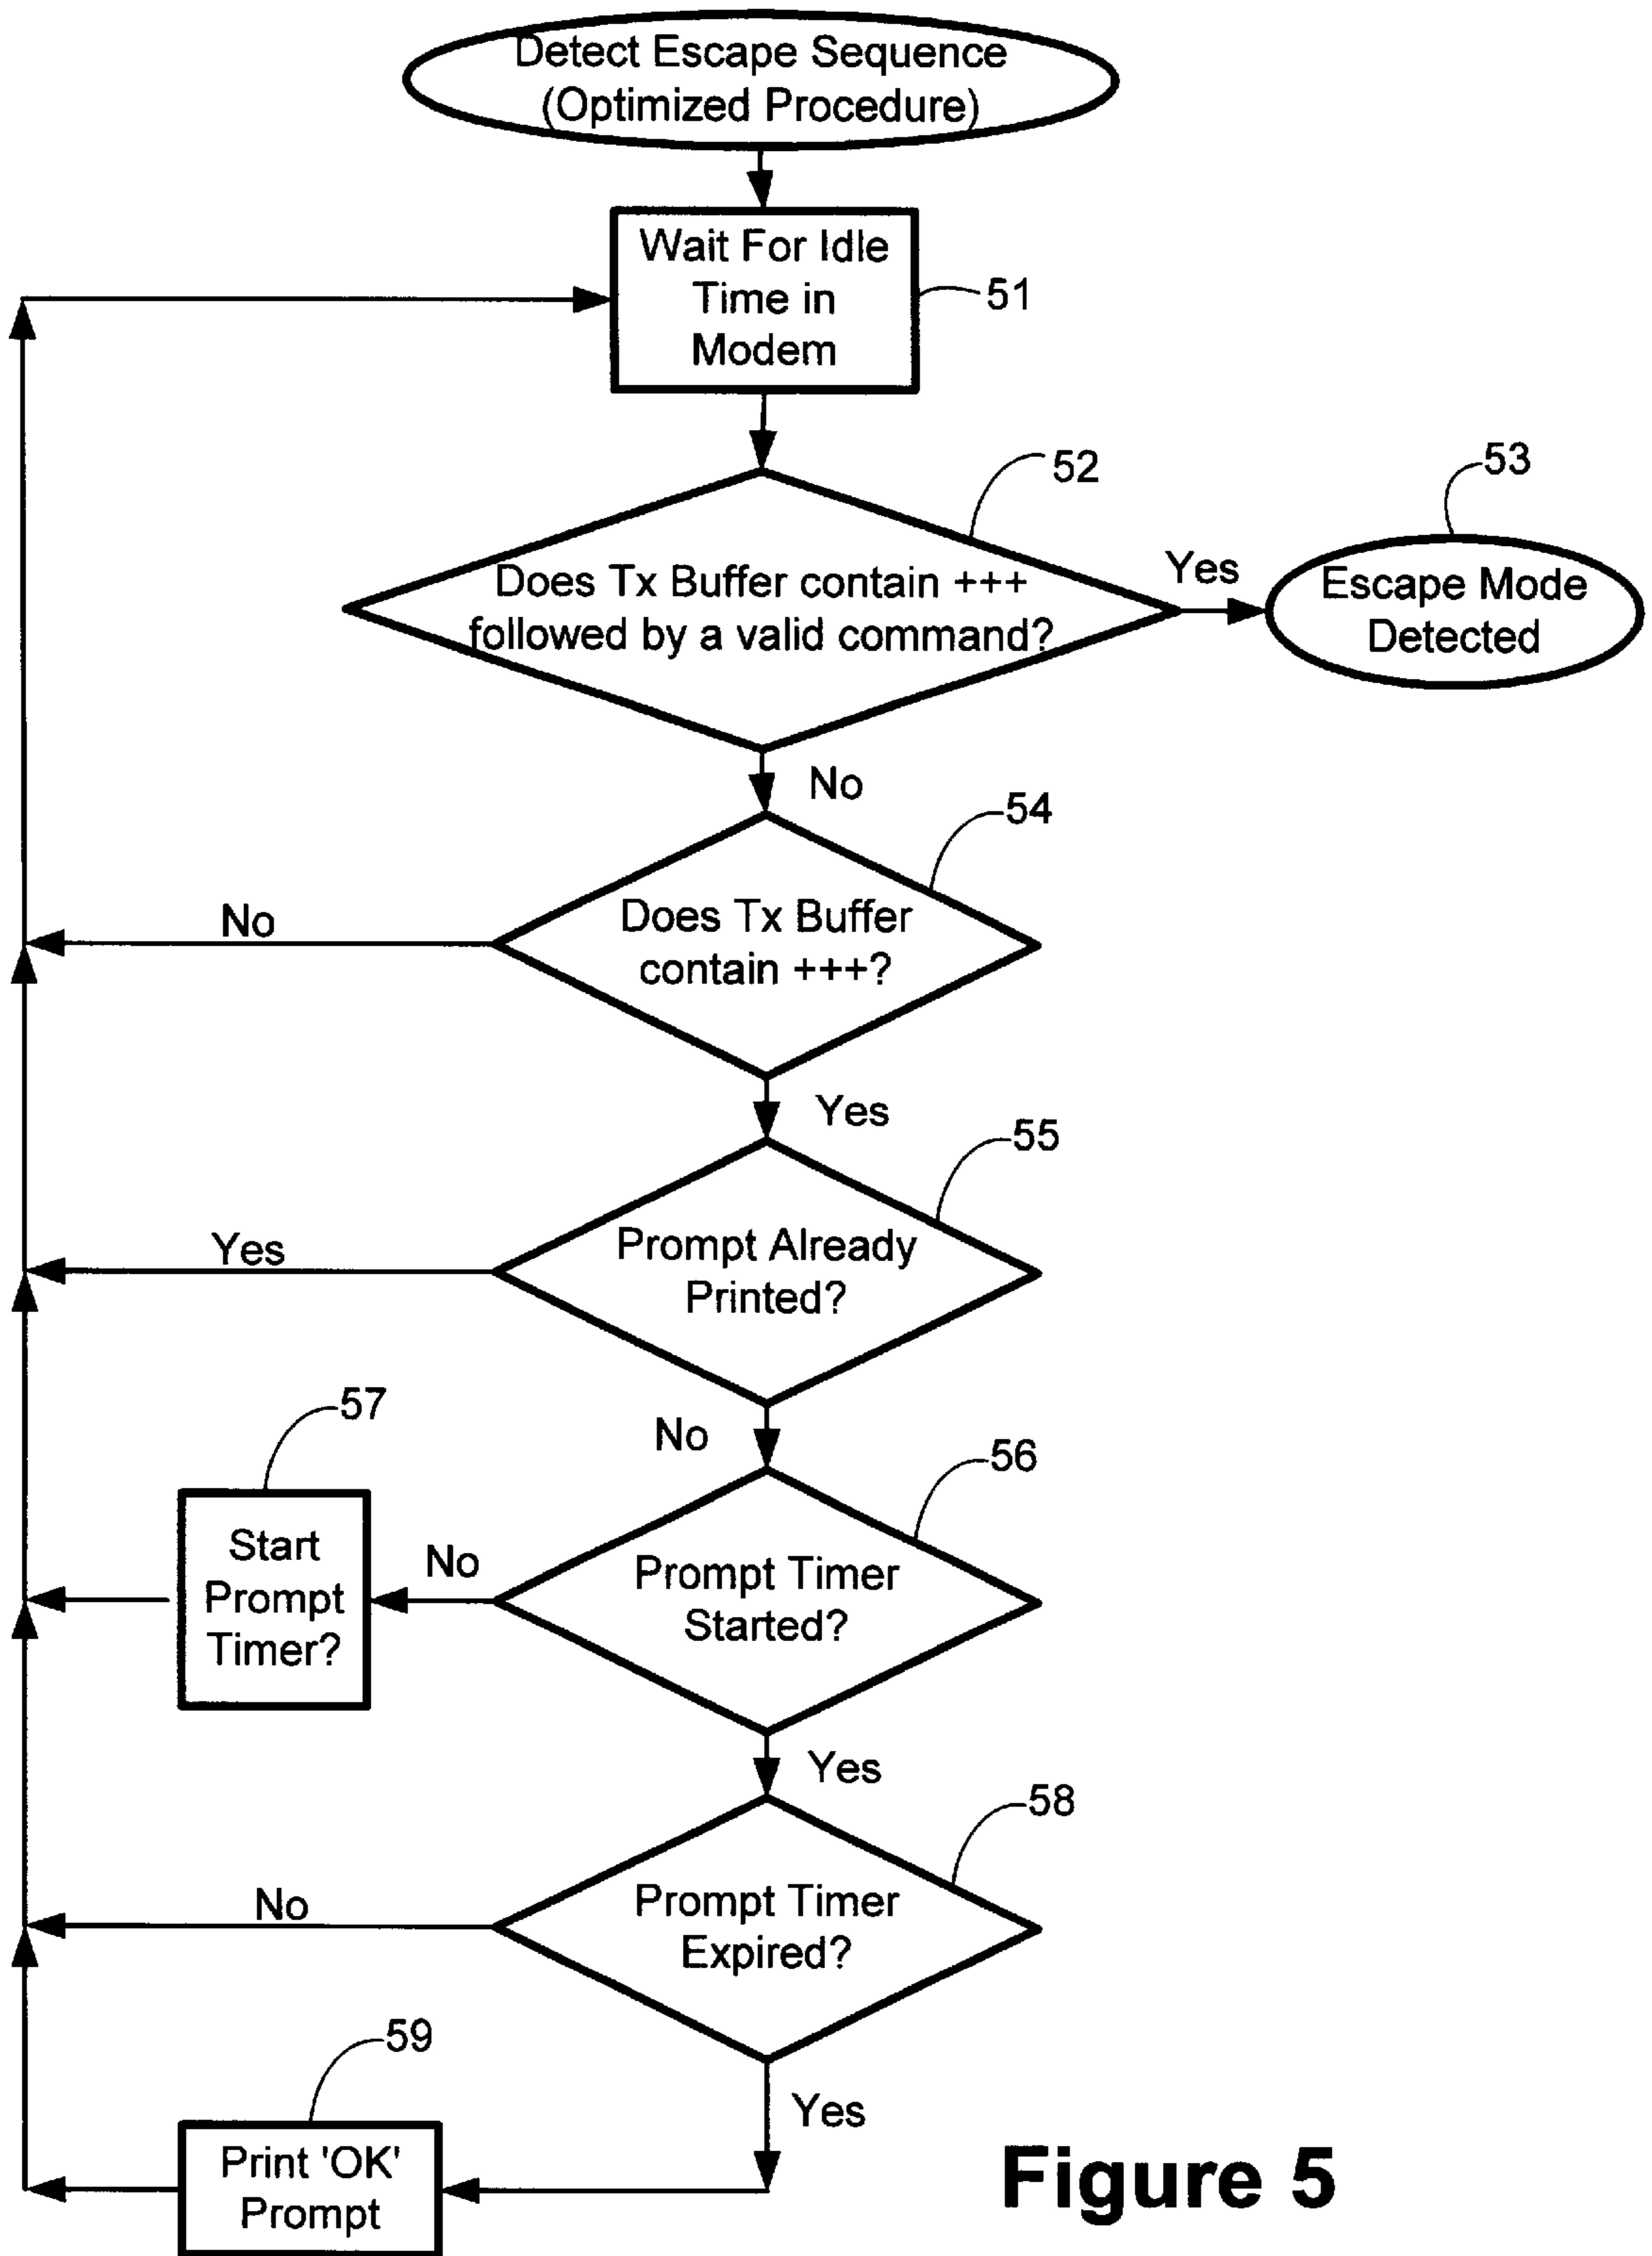 Detect Escape Sequence
(Optimized Procedure)
Wait For Idle
Time in
Modem
51
52
53
Does Tx Buffer contain +++
followed by a valid command?
Yes
Escape Mode
Detected
No
54
Does Tx Buffer
contain +++?
No
Yes
55
Prompt Already
Printed?
Yes
No
57
56
Start
Prompt
Timer?
No
Prompt Timer
Started?
Yes
58
Prompt Timer
Expired?
No
Yes
59
Print 'OK'
Prompt
Figure 5